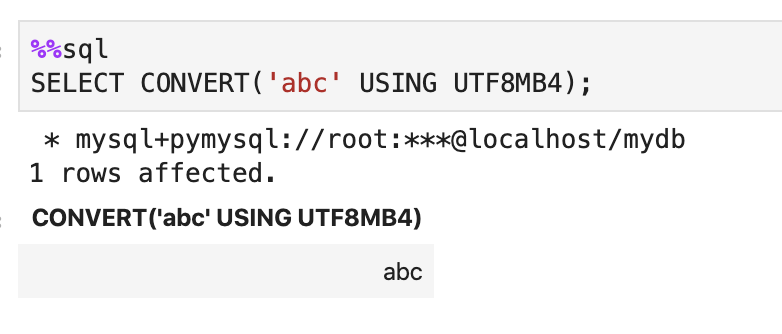 %%sql
SELECT CONVERT('abc' USING UTF8MB4);
* mysql+pymysql://root:***@localhost/mydb
1 rows affected.
CONVERT('abc' USING UTF8MB4)
abc